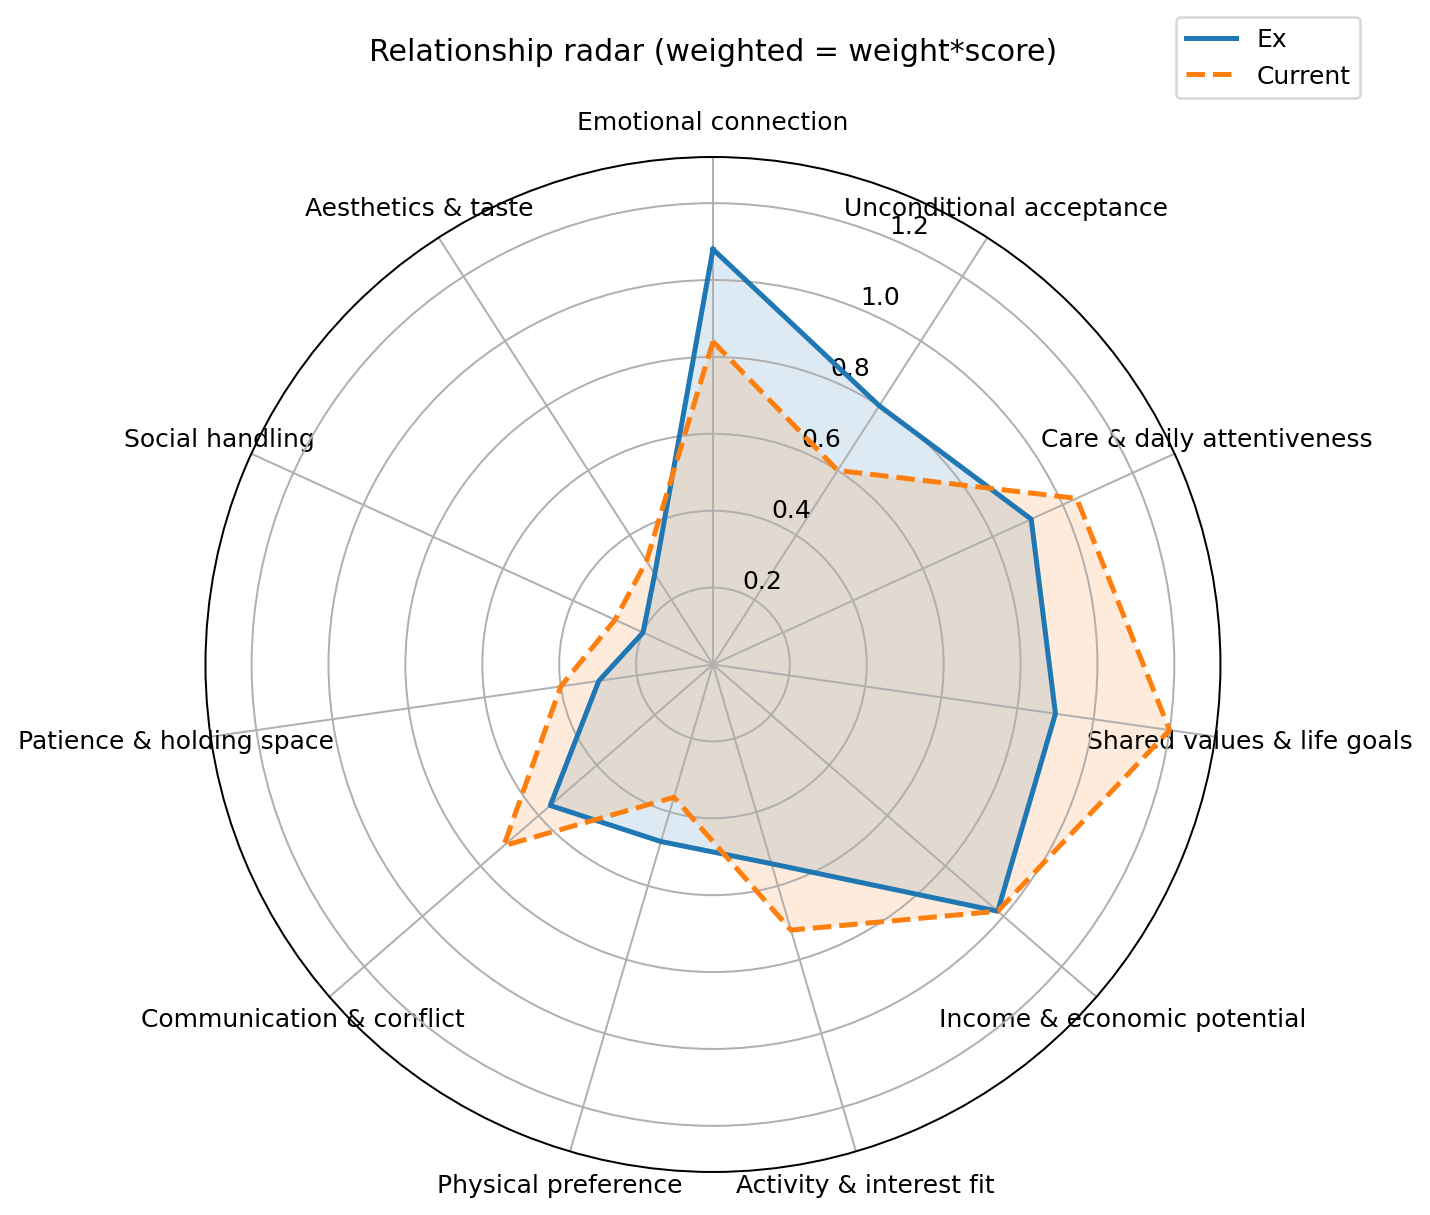 Relationship radar (weighted = weight*score)
Ex
Current
Emotional connection
Aesthetics & taste
Unconditional acceptance
1.2
1.0
0.8
0.6
0.4
0.2
Social handling
Care & daily attentiveness
Patience & holding space
Shared values & life goals
Communication & conflict
Income & economic potential
Physical preference
Activity & interest fit